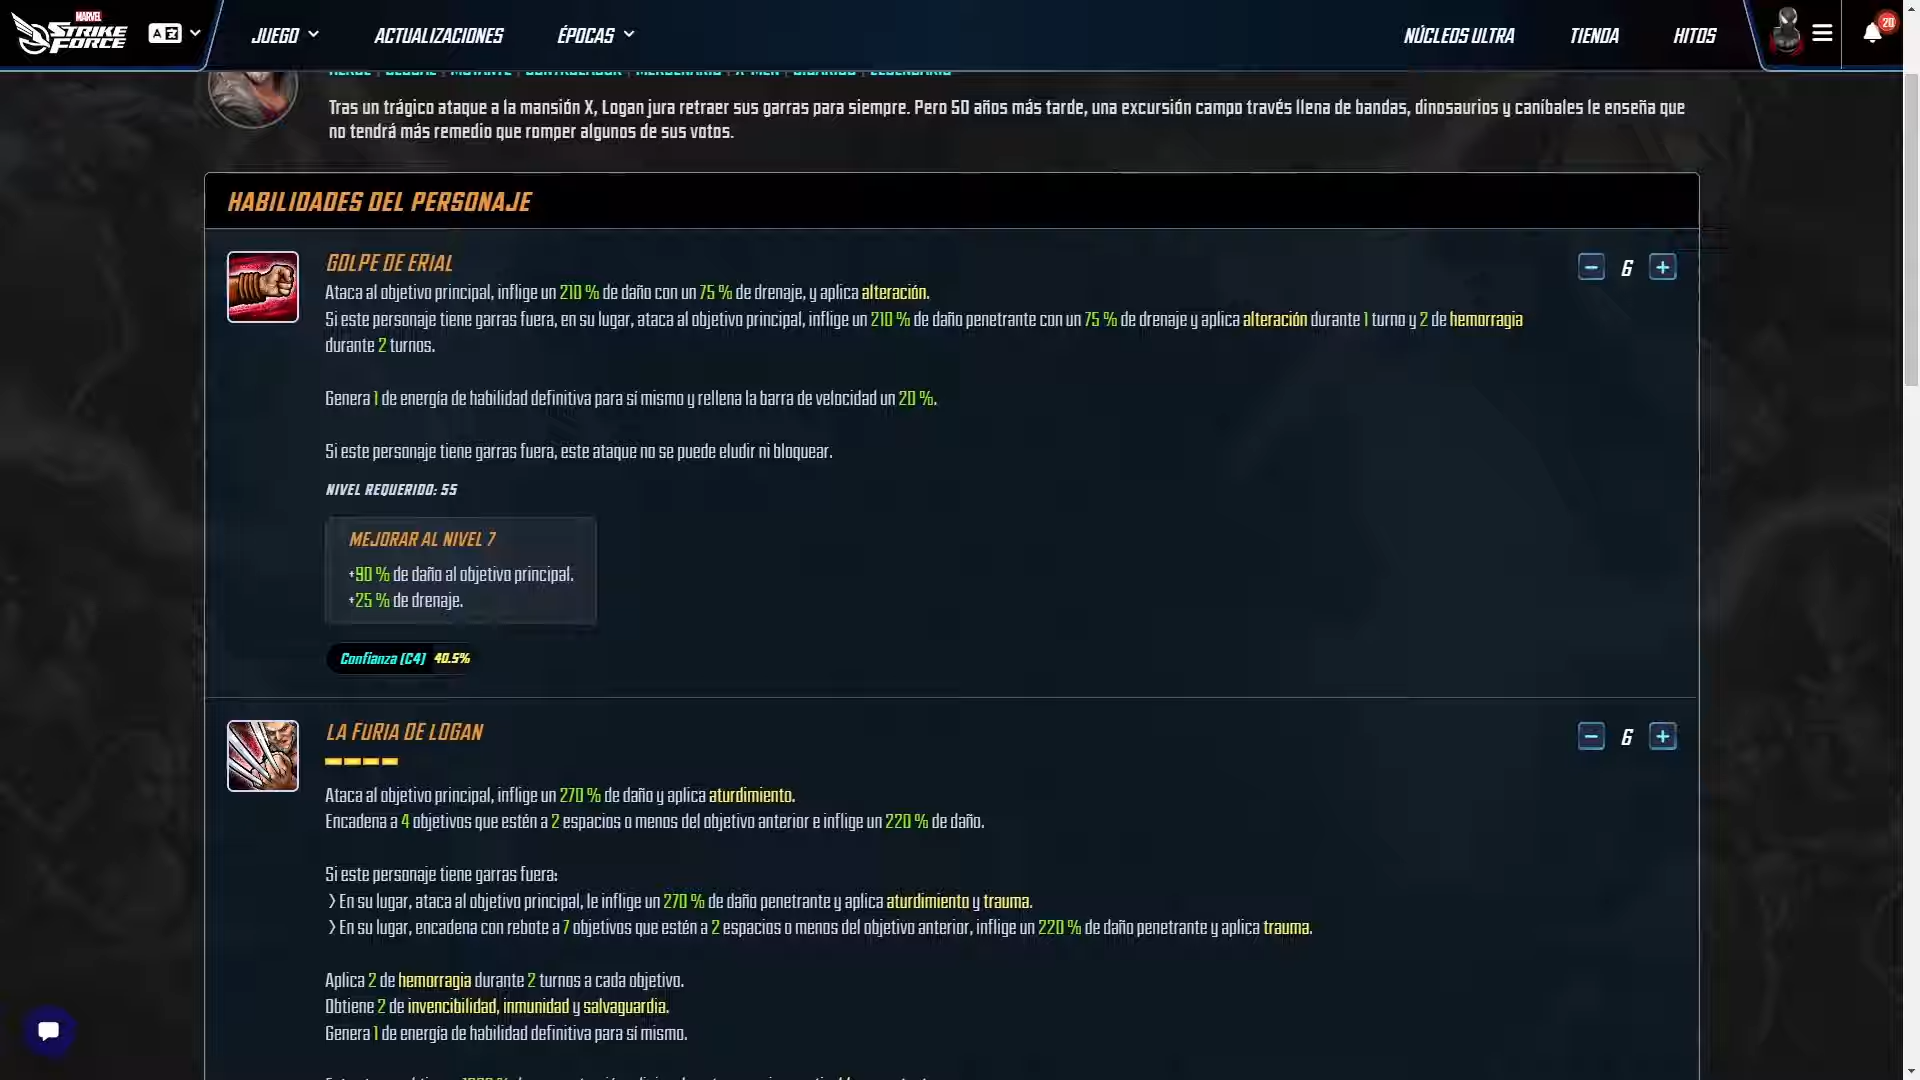 MARVEL
STRIKE FORCE
JUEGO
ACTUALIZACIONES
ÉPOCAS
NÚCLEOS ULTRA
TIENDA
HITOS
20
Tras un trágico ataque a la mansión X, Logan jura retraer sus garras para siempre. Pero 50 años más tarde, una excursión campo través llena de bandas, dinosaurios y caníbales le enseña que
no tendrá más remedio que romper algunos de sus votos.
HABILIDADES DEL PERSONAJE
GOLPE DE ERIAL
6
Ataca al objetivo principal, inflige un 210 % de daño con un 75 % de drenaje, y aplica alteración.
Si este personaje tiene garras fuera, en su lugar, ataca al objetivo principal, inflige un 210 % de daño penetrante con un 75 % de drenaje y aplica alteración durante 1 turno y 2 de hemorragia
durante 2 turnos.
Genera 1 de energía de habilidad definitiva para sí mismo y rellena la barra de velocidad un 20 %.
Si este personaje tiene garras fuera, este ataque no se puede eludir ni bloquear.
NIVEL REQUERIDO: 55
MEJORAR AL NIVEL 7
+90 % de daño al objetivo principal.
+25 % de drenaje.
Confianza (C4) 40.5%
LA FURIA DE LOGAN
6
Ataca al objetivo principal, inflige un 270 % de daño y aplica aturdimiento.
Encadena a 4 objetivos que estén a 2 espacios o menos del objetivo anterior e inflige un 220 % de daño.
Si este personaje tiene garras fuera:
> En su lugar, ataca al objetivo principal, le inflige un 270 % de daño penetrante y aplica aturdimiento y trauma.
> En su lugar, encadena con rebote a 7 objetivos que estén a 2 espacios o menos del objetivo anterior, inflige un 220 % de daño penetrante y aplica trauma.
Aplica 2 de hemorragia durante 2 turnos a cada objetivo.
Obtiene 2 de invencibilidad, inmunidad y salvaguardia.
Genera 1 de energía de habilidad definitiva para sí mismo.